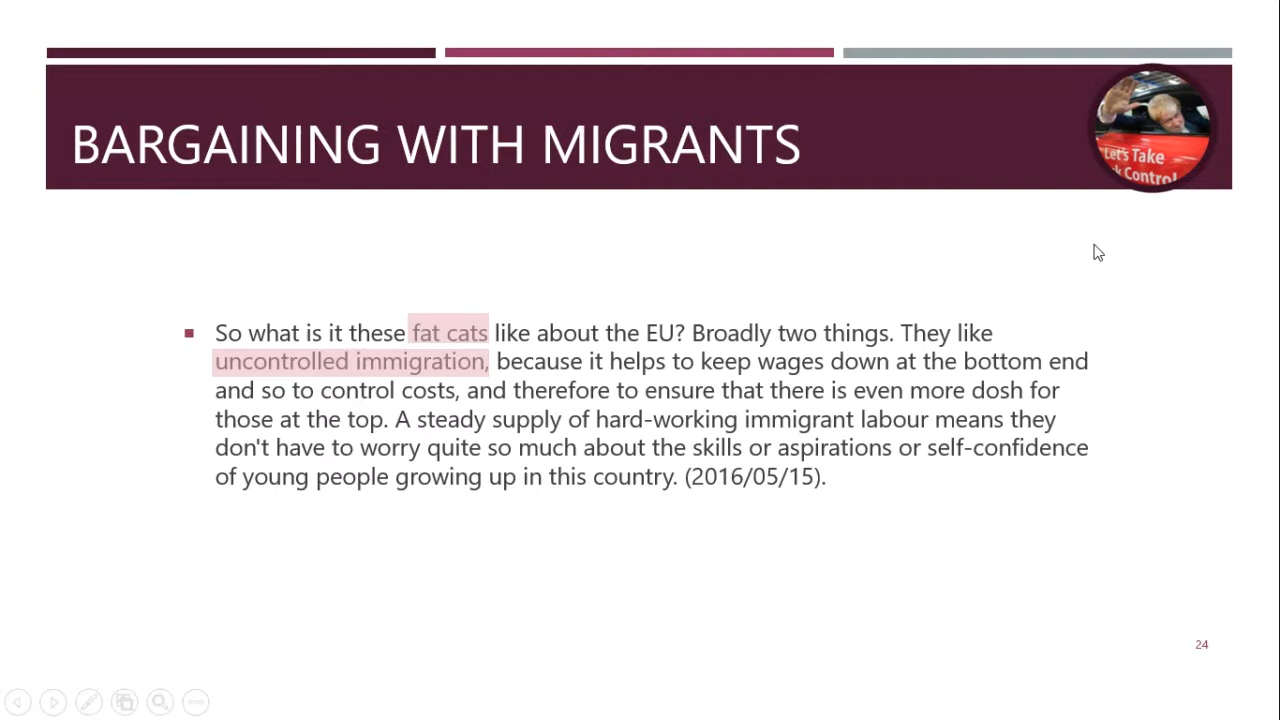 BARGAINING WITH MIGRANTS
Let's Take
k Control
So what is it these fat cats like about the EU? Broadly two things. They like
uncontrolled immigration, because it helps to keep wages down at the bottom end
and so to control costs, and therefore to ensure that there is even more dosh for
those at the top. A steady supply of hard-working immigrant labour means they
don't have to worry quite so much about the skills or aspirations or self-confidence
of young people growing up in this country. (2016/05/15).
24